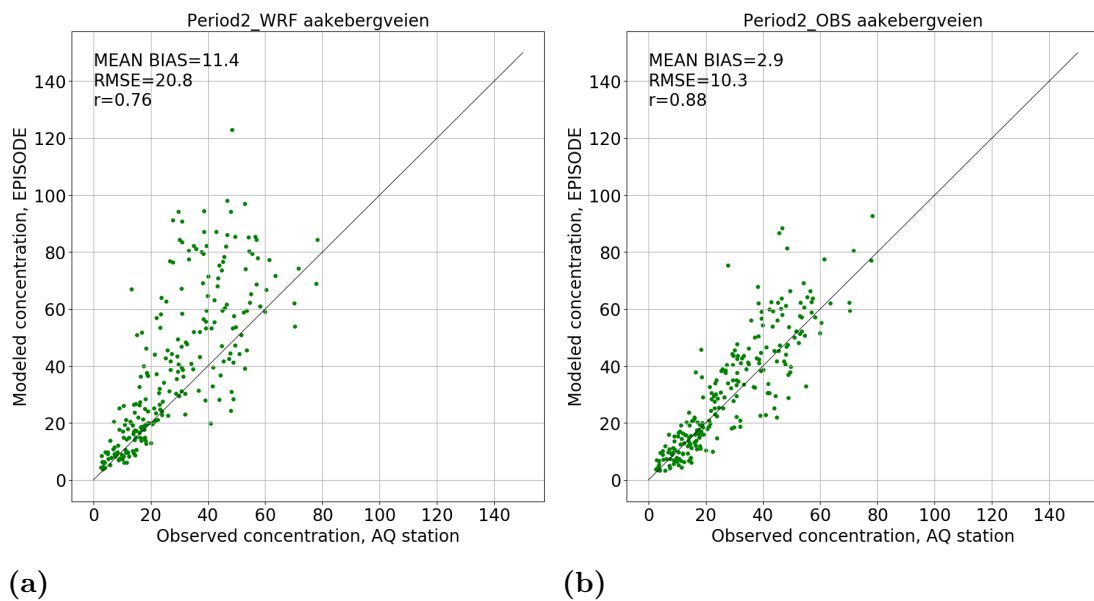 Period2_WRF aakebergveien
MEAN BIAS=11.4
RMSE=20.8
r=0.76
140
120
100
80
60
40
20
0
Modeled concentration, EPISODE
0 20 40 60 80 100 120 140
Observed concentration, AQ station
(a)
Period2_OBS aakebergveien
MEAN BIAS=2.9
RMSE=10.3
r=0.88
140
120
100
80
60
40
20
0
Modeled concentration, EPISODE
0 20 40 60 80 100 120 140
Observed concentration, AQ station
(b)